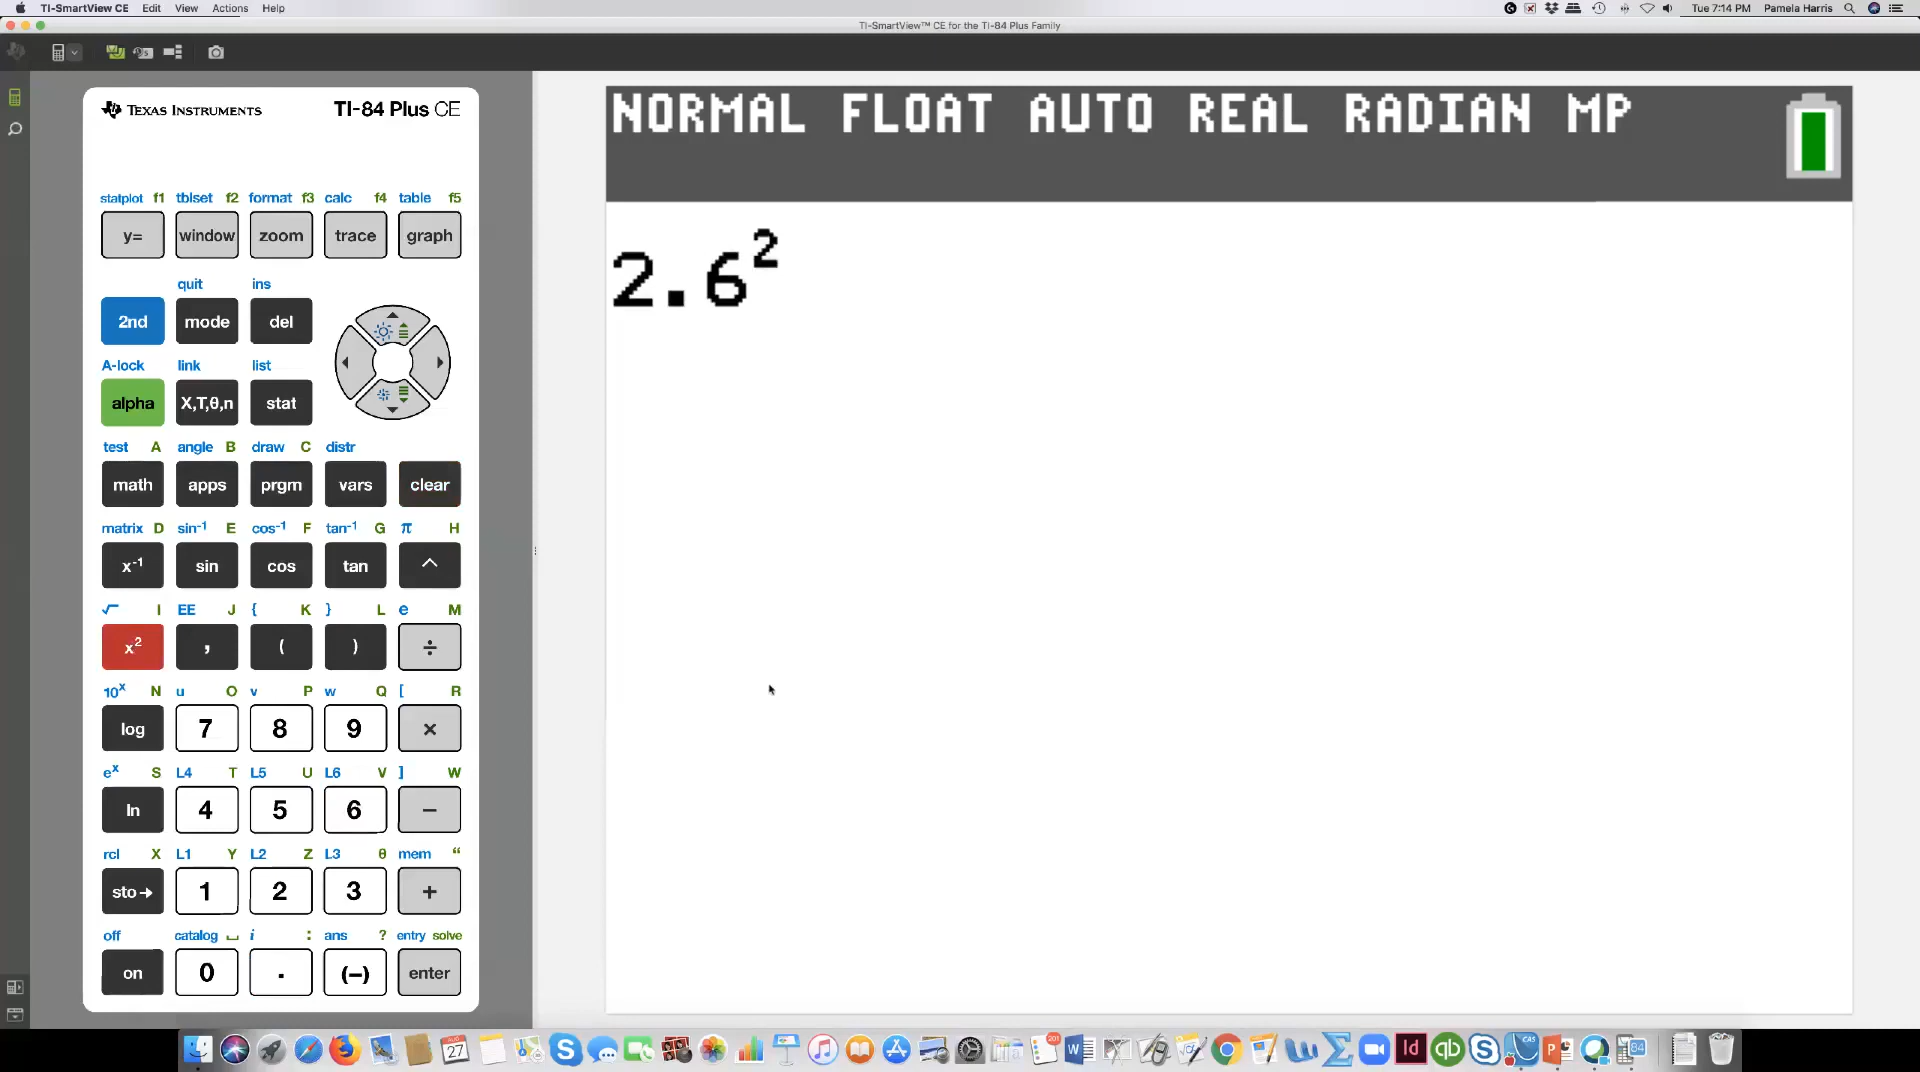 TI-SmartView CE Edit View Actions Help
Tue 7:14 PM Pamela Harris
TI-SmartView™ CE for the TI-84 Plus Family
TEXAS INSTRUMENTS TI-84 Plus CE
NORMAL FLOAT AUTO REAL RADIAN MP
2.6²
statplot f1 tblset f2 format f3 calc f4 table f5
y= window zoom trace graph
quit ins
2nd mode del
A-lock link list
alpha X,T,θ,n stat
test A angle B draw C distr
math apps prgm vars clear
matrix D sin⁻¹ E cos⁻¹ F tan⁻¹ G π H
x⁻¹ sin cos tan ^
√ I EE J { K } L e M
x² , ( ) ÷
10ˣ N u O v P w Q [ R
log 7 8 9 ×
eˣ S L4 T L5 U L6 V ] W
ln 4 5 6 −
rcl X L1 Y L2 Z L3 θ mem “
sto→ 1 2 3 +
off catalog ⎵ i : ans ? entry solve
on 0 . (−) enter